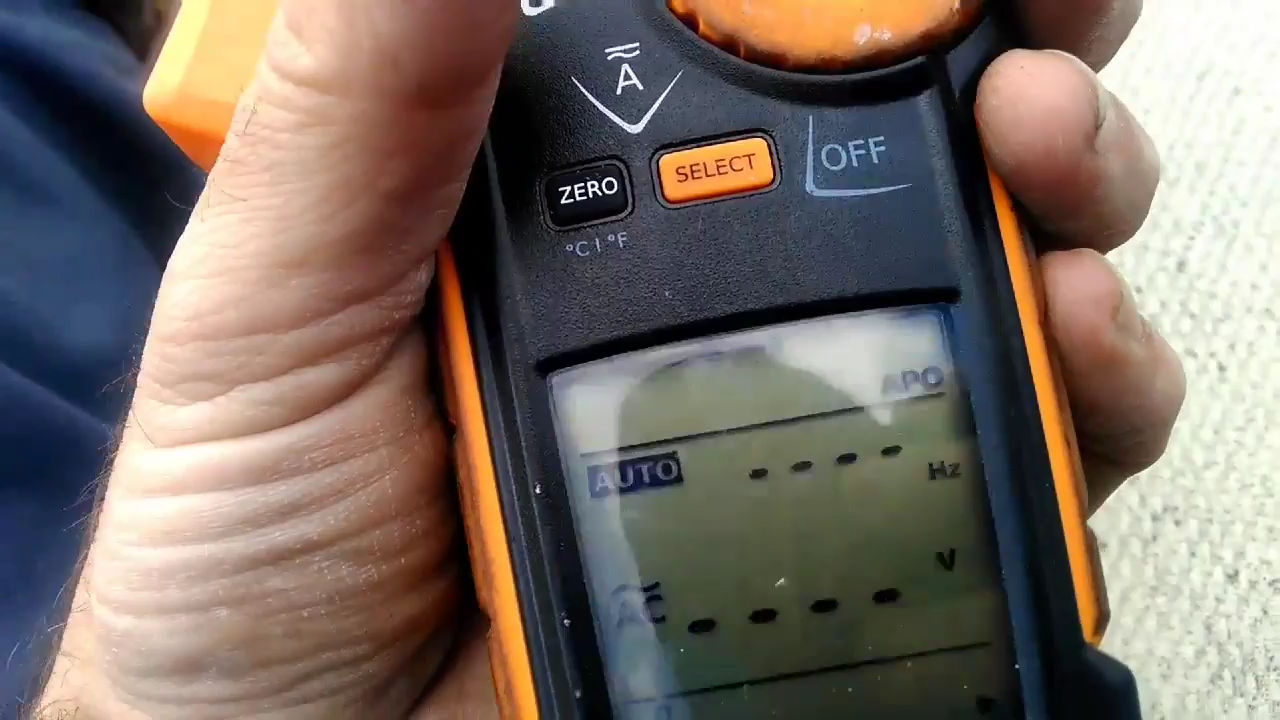 A
ZERO
SELECT
OFF
°C | °F
APO
AUTO
- - - -
Hz
V
AC
- - - -